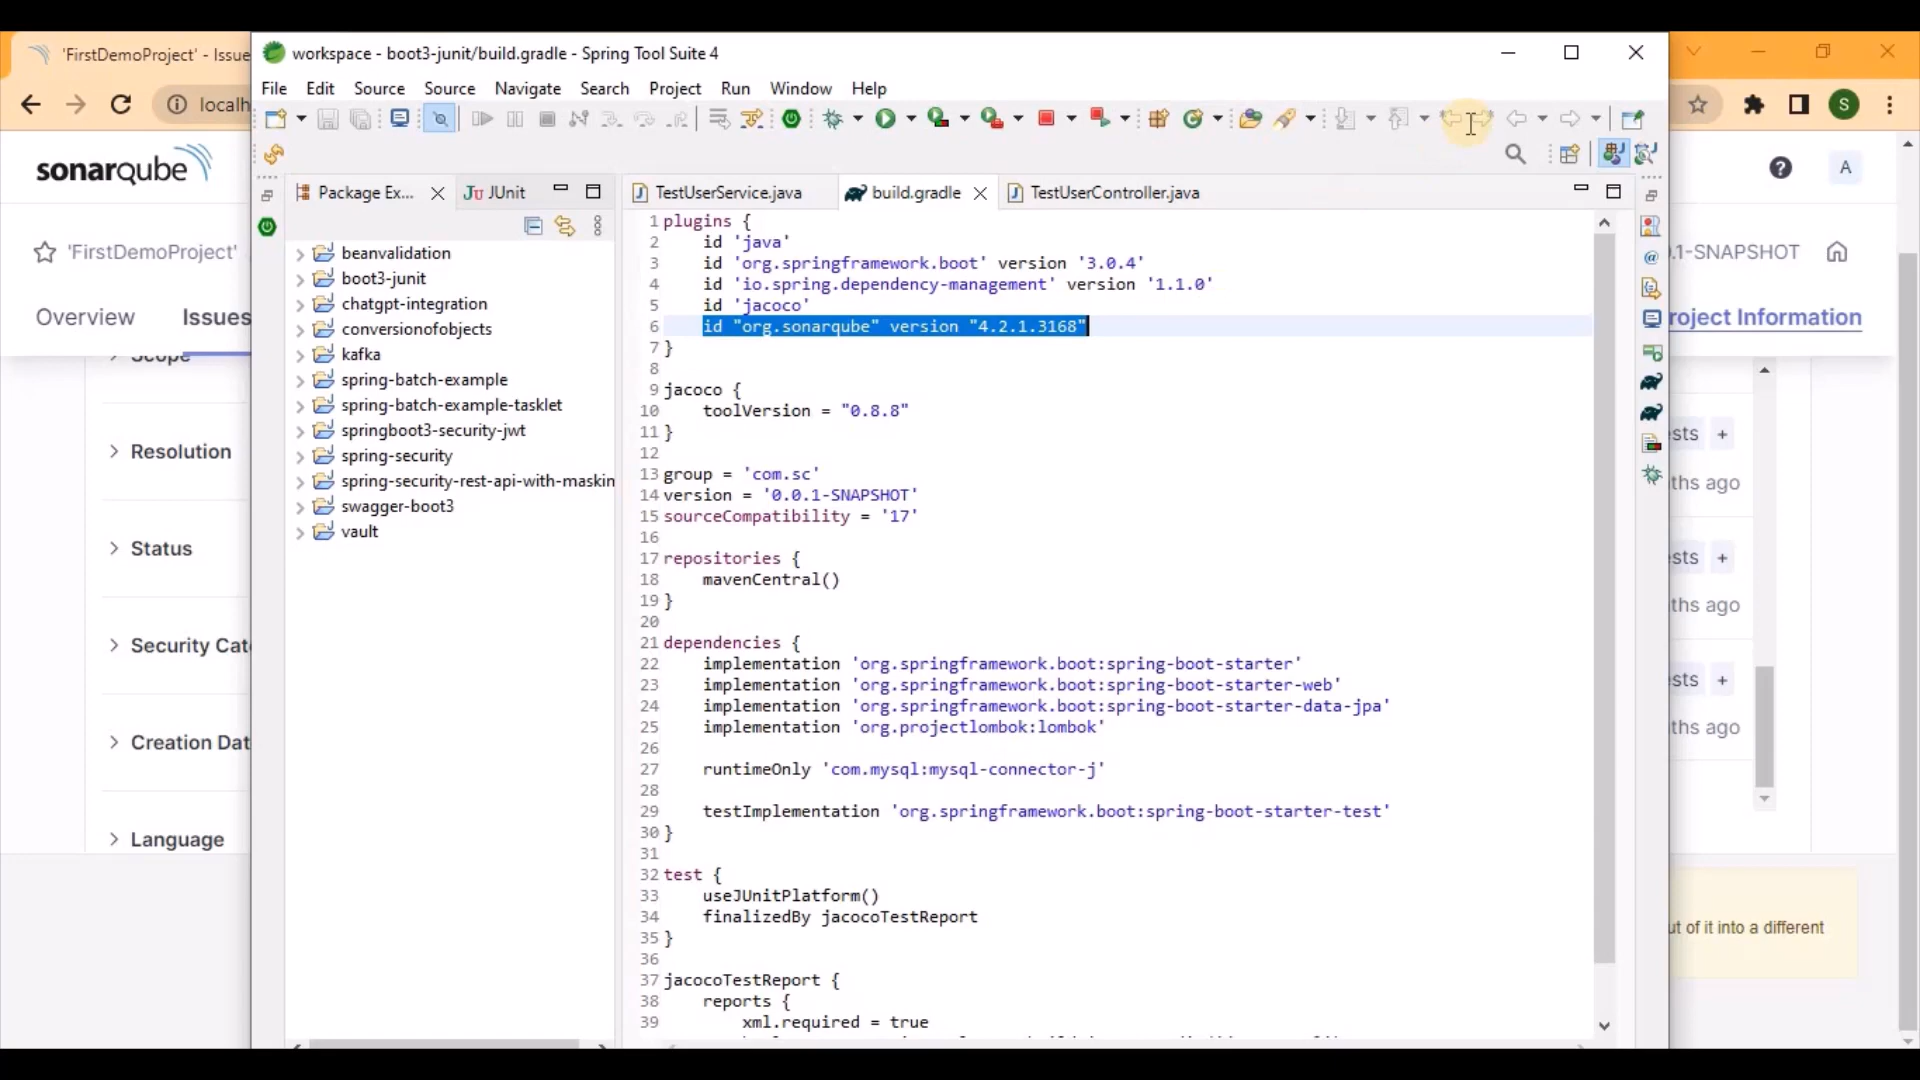 'FirstDemoProject' - Issue
workspace - boot3-junit/build.gradle - Spring Tool Suite 4
localh
S
File Edit Source Source Navigate Search Project Run Window Help
sonarqube
A
Package Ex... JUnit
TestUserService.java build.gradle TestUserController.java
'FirstDemoProject'
.1-SNAPSHOT
Overview Issues
roject Information
Scope
Resolution
Status
Security Cat
Creation Dat
Language
beanvalidation
boot3-junit
chatgpt-integration
conversionofobjects
kafka
spring-batch-example
spring-batch-example-tasklet
springboot3-security-jwt
spring-security
spring-security-rest-api-with-maskin
swagger-boot3
vault
1 plugins {
2 id 'java'
3 id 'org.springframework.boot' version '3.0.4'
4 id 'io.spring.dependency-management' version '1.1.0'
5 id 'jacoco'
6 id "org.sonarqube" version "4.2.1.3168"
7 }
8
9 jacoco {
10 toolVersion = "0.8.8"
11 }
12
13 group = 'com.sc'
14 version = '0.0.1-SNAPSHOT'
15 sourceCompatibility = '17'
16
17 repositories {
18 mavenCentral()
19 }
20
21 dependencies {
22 implementation 'org.springframework.boot:spring-boot-starter'
23 implementation 'org.springframework.boot:spring-boot-starter-web'
24 implementation 'org.springframework.boot:spring-boot-starter-data-jpa'
25 implementation 'org.projectlombok:lombok'
26
27 runtimeOnly 'com.mysql:mysql-connector-j'
28
29 testImplementation 'org.springframework.boot:spring-boot-starter-test'
30 }
31
32 test {
33 useJUnitPlatform()
34 finalizedBy jacocoTestReport
35 }
36
37 jacocoTestReport {
38 reports {
39 xml.required = true
sts +
ths ago
sts +
ths ago
sts +
ths ago
ut of it into a different